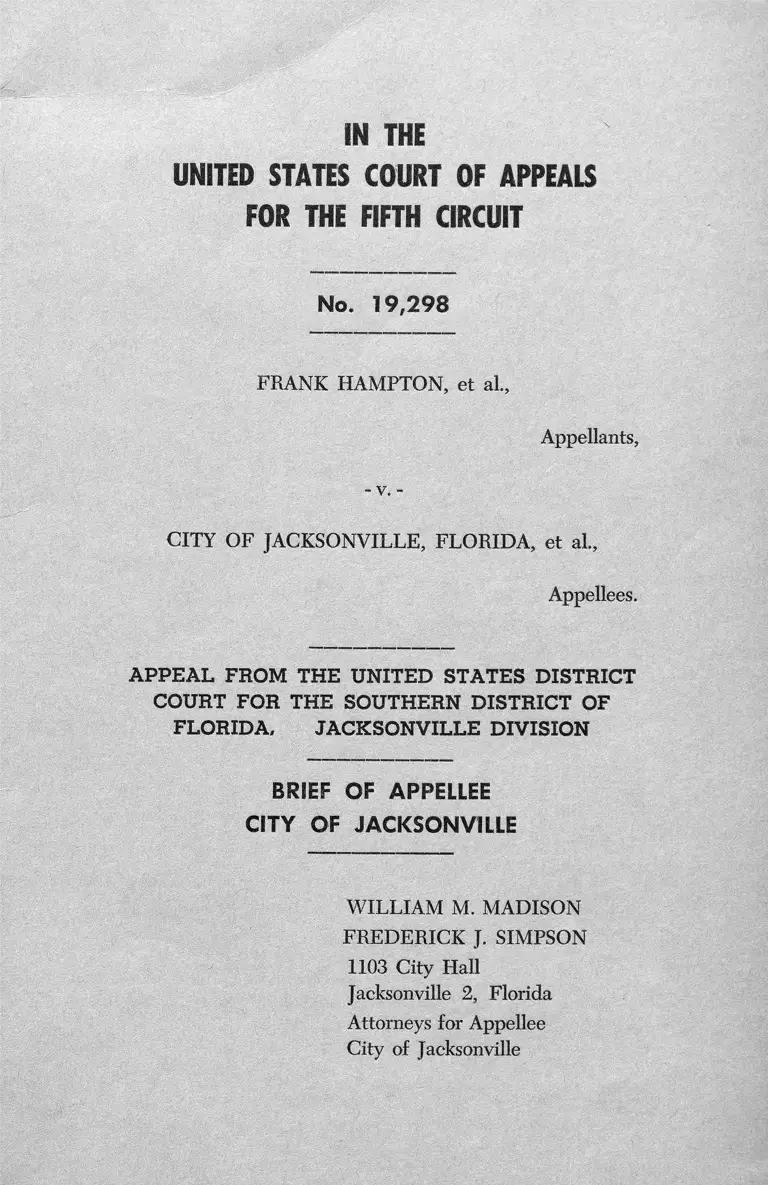 IN THE
UNITED STATES COURT OF APPEALS
FOR THE FIFTH CIRCUIT
No. 19,298
FRANK HAMPTON, et al.,
Appellants,
- v. -
CITY OF JACKSONVILLE, FLORIDA, et al.,
Appellees.
APPEAL FROM THE UNITED STATES DISTRICT
COURT FOR THE SOUTHERN DISTRICT OF
FLORIDA, JACKSONVILLE DIVISION
BRIEF OF APPELLEE
CITY OF JACKSONVILLE
WILLIAM M. MADISON
FREDERICK J. SIMPSON
1103 City Hall
Jacksonville 2, Florida
Attorneys for Appellee
City of Jacksonville